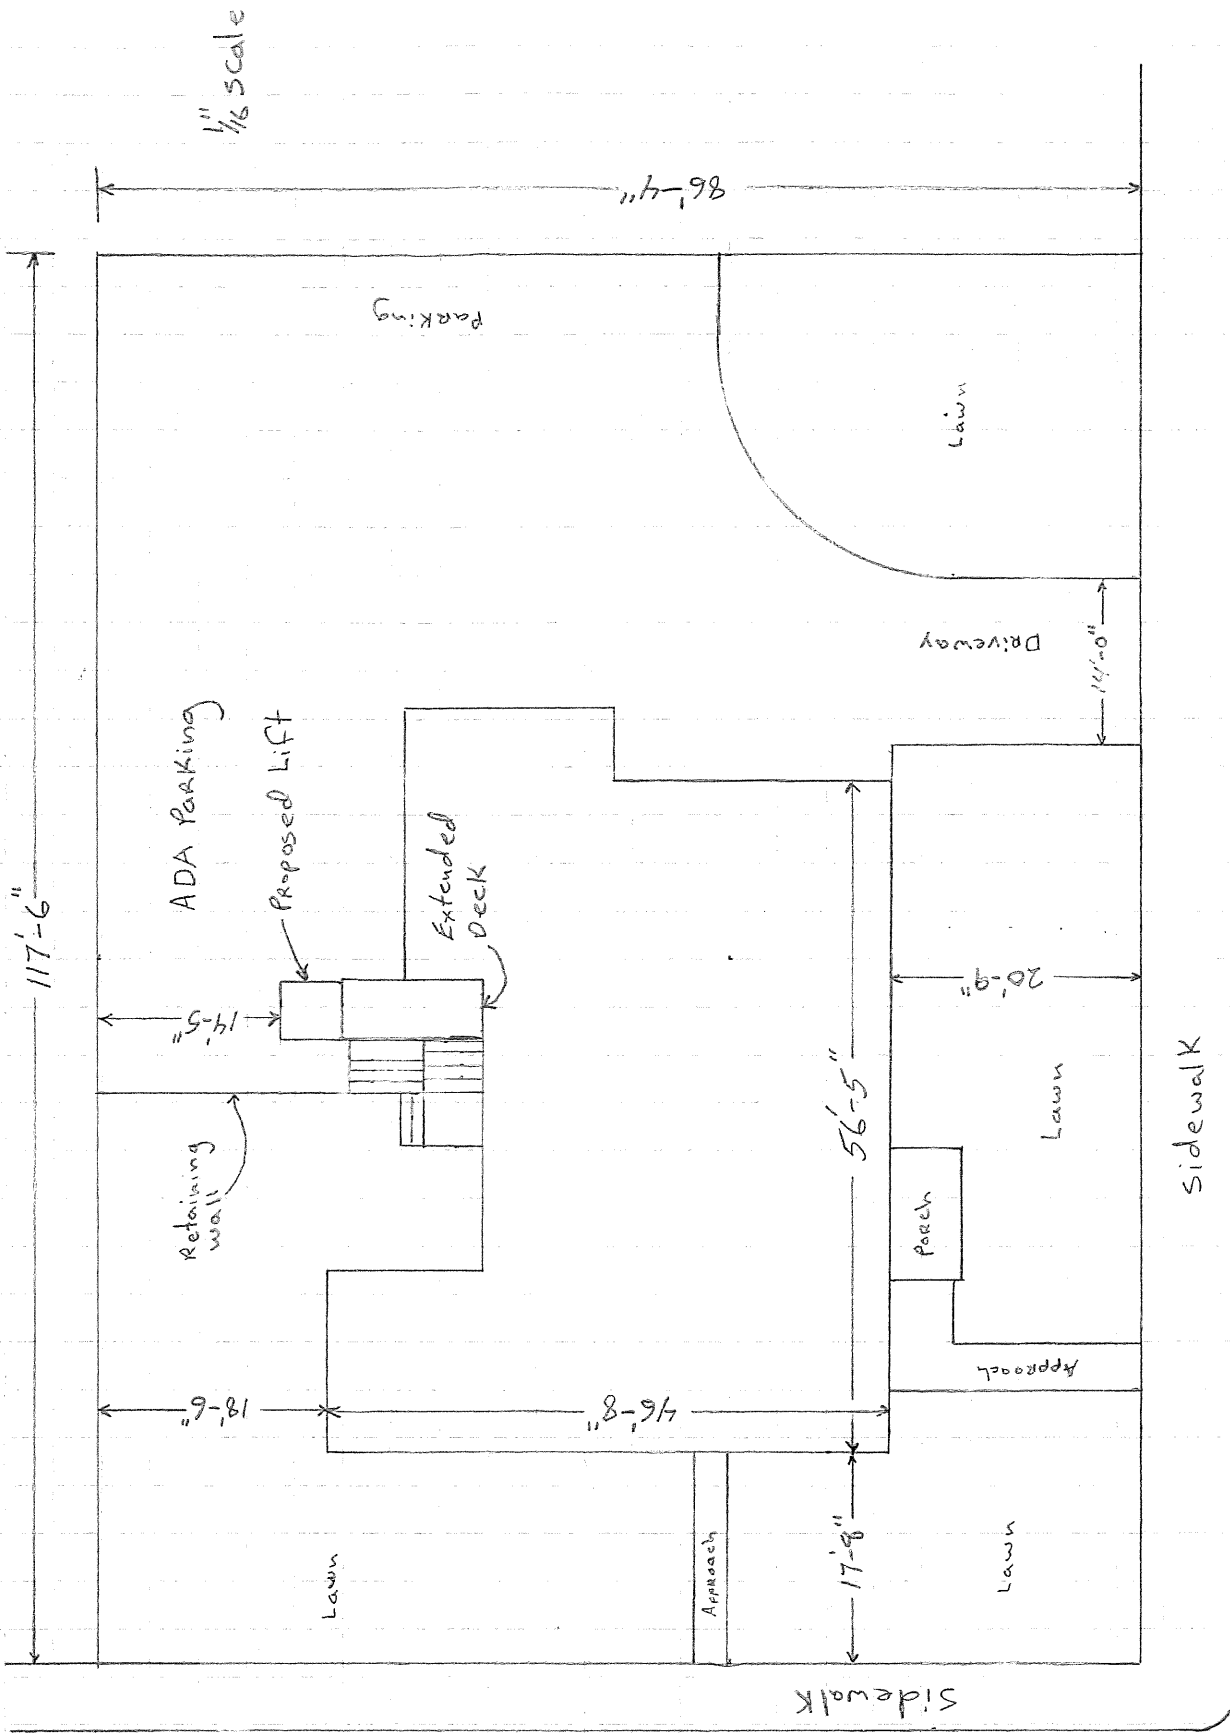 1/16" scale
117'-6"
86'-4"
Parking
ADA Parking
Proposed Lift
14'-5"
Extended
Deck
Retaining
wall
Lawn
Driveway
14'-0"
20'-9"
56'-5"
Lawn
Porch
Approach
18'-6"
46'-8"
Lawn
Approach
17'-8"
Lawn
Sidewalk
Sidewalk